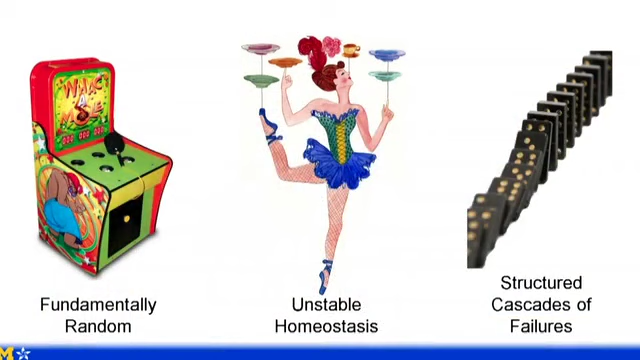 WHAC
A
MOLE
Fundamentally
Random
Unstable
Homeostasis
Structured
Cascades of
Failures
M